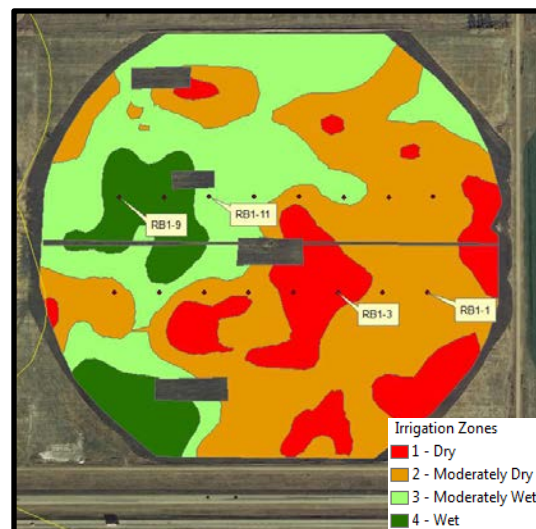 RB1-9
RB1-11
RB1-3
RB1-1
Irrigation Zones
1 - Dry
2 - Moderately Dry
3 - Moderately Wet
4 - Wet